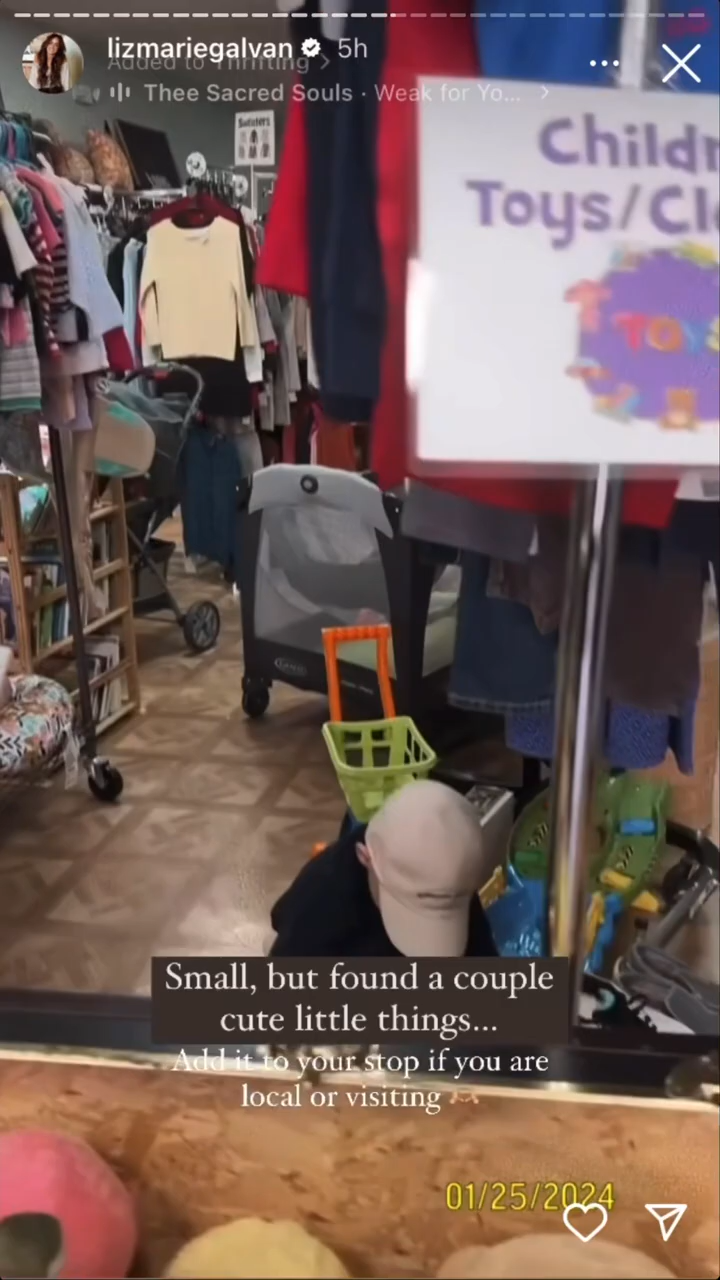 lizmariegalvan 5h
Added to Thrifting >
Thee Sacred Souls · Weak for Yo... >
Sweaters
Childr
Toys/Cl
TOYS
GRACO
Small, but found a couple
cute little things...
Add it to your stop if you are
local or visiting
01/25/2024